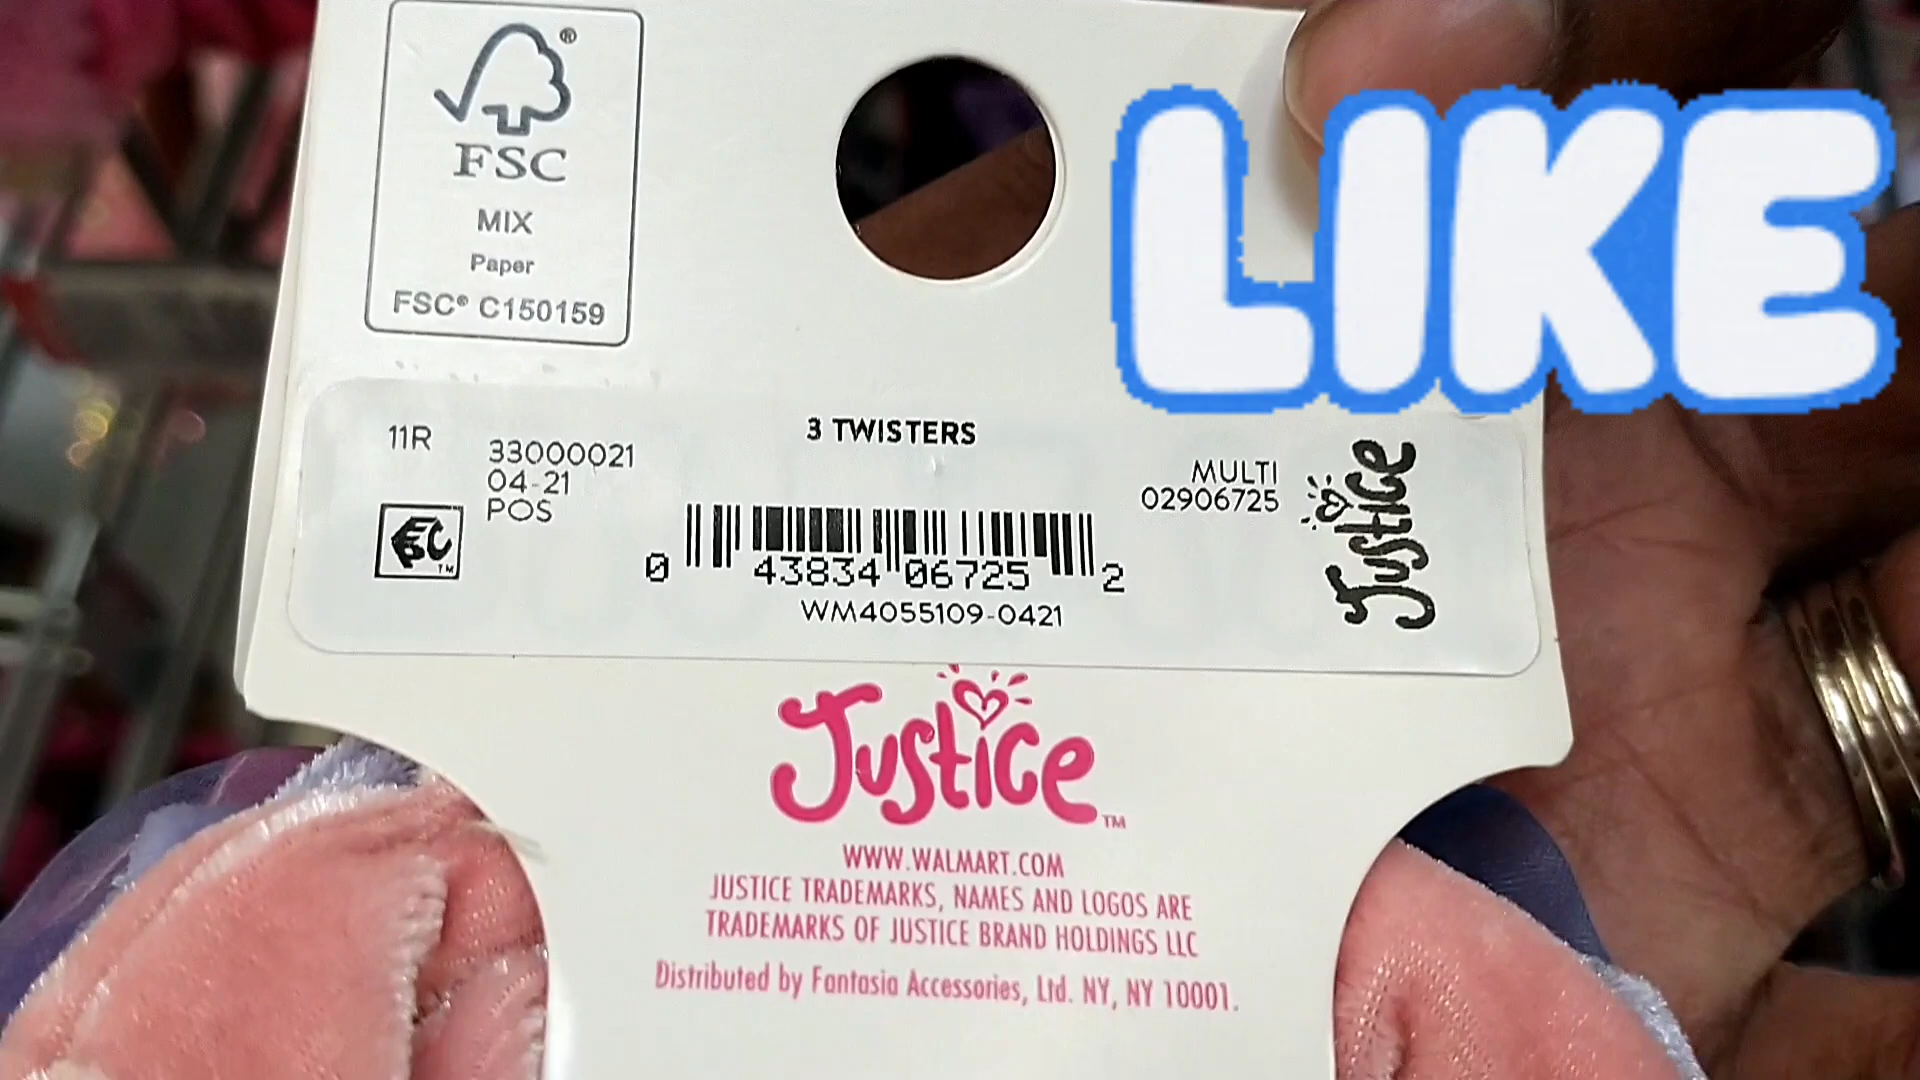 FSC®
MIX
Paper
FSC® C150159
LIKE
11R
33000021
04-21
POS
3 TWISTERS
MULTI
02906725
Justice
0 43834 06725 2
WM4055109-0421
Justice™
WWW.WALMART.COM
JUSTICE TRADEMARKS, NAMES AND LOGOS ARE
TRADEMARKS OF JUSTICE BRAND HOLDINGS LLC
Distributed by Fantasia Accessories, Ltd. NY, NY 10001.